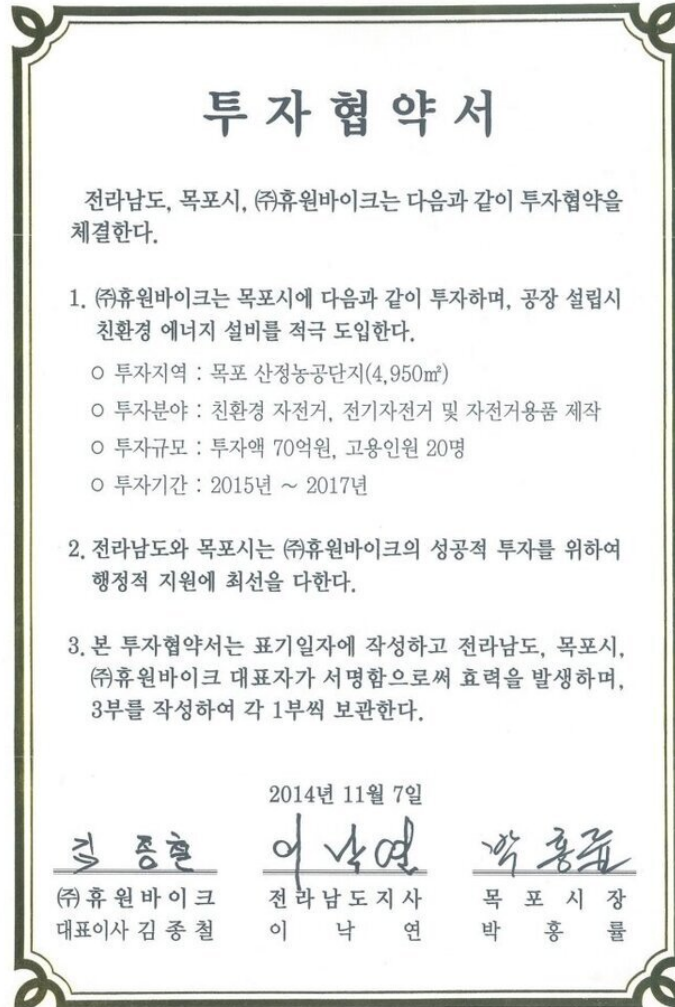 투자협약서
전라남도, 목포시, ㈜휴원바이크는 다음과 같이 투자협약을
체결한다.
1. ㈜휴원바이크는 목포시에 다음과 같이 투자하며, 공장 설립시
친환경 에너지 설비를 적극 도입한다.
○ 투자지역 : 목포 산정농공단지(4,950㎡)
○ 투자분야 : 친환경 자전거, 전기자전거 및 자전거용품 제작
○ 투자규모 : 투자액 70억원, 고용인원 20명
○ 투자기간 : 2015년 ~ 2017년
2. 전라남도와 목포시는 ㈜휴원바이크의 성공적 투자를 위하여
행정적 지원에 최선을 다한다.
3. 본 투자협약서는 표기일자에 작성하고 전라남도, 목포시,
㈜휴원바이크 대표자가 서명함으로써 효력을 발생하며,
3부를 작성하여 각 1부씩 보관한다.
2014년 11월 7일
이낙연 박홍률
㈜휴원바이크 전라남도지사 목포시장
대표이사 김종철 이낙연 박홍률